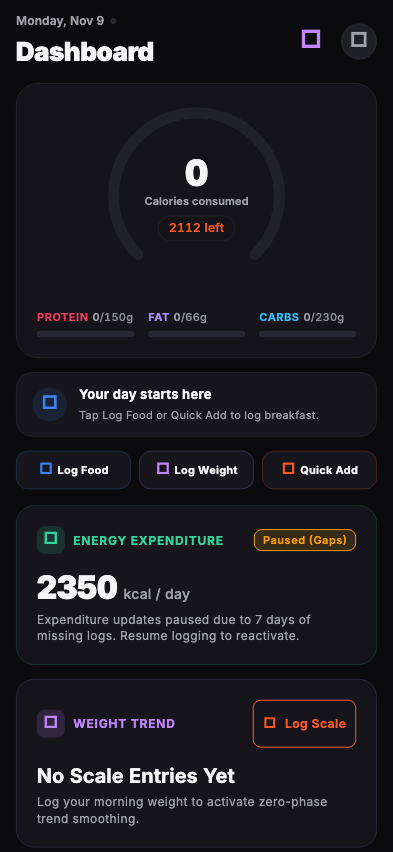 Monday, Nov 9
Dashboard
0
Calories consumed
2112 left
PROTEIN 0/150g
FAT 0/66g
CARBS 0/230g
Your day starts here
Tap Log Food or Quick Add to log breakfast.
Log Food
Log Weight
Quick Add
ENERGY EXPENDITURE
Paused (Gaps)
2350 kcal / day
Expenditure updates paused due to 7 days of
missing logs. Resume logging to reactivate.
WEIGHT TREND
Log Scale
No Scale Entries Yet
Log your morning weight to activate zero-phase
trend smoothing.